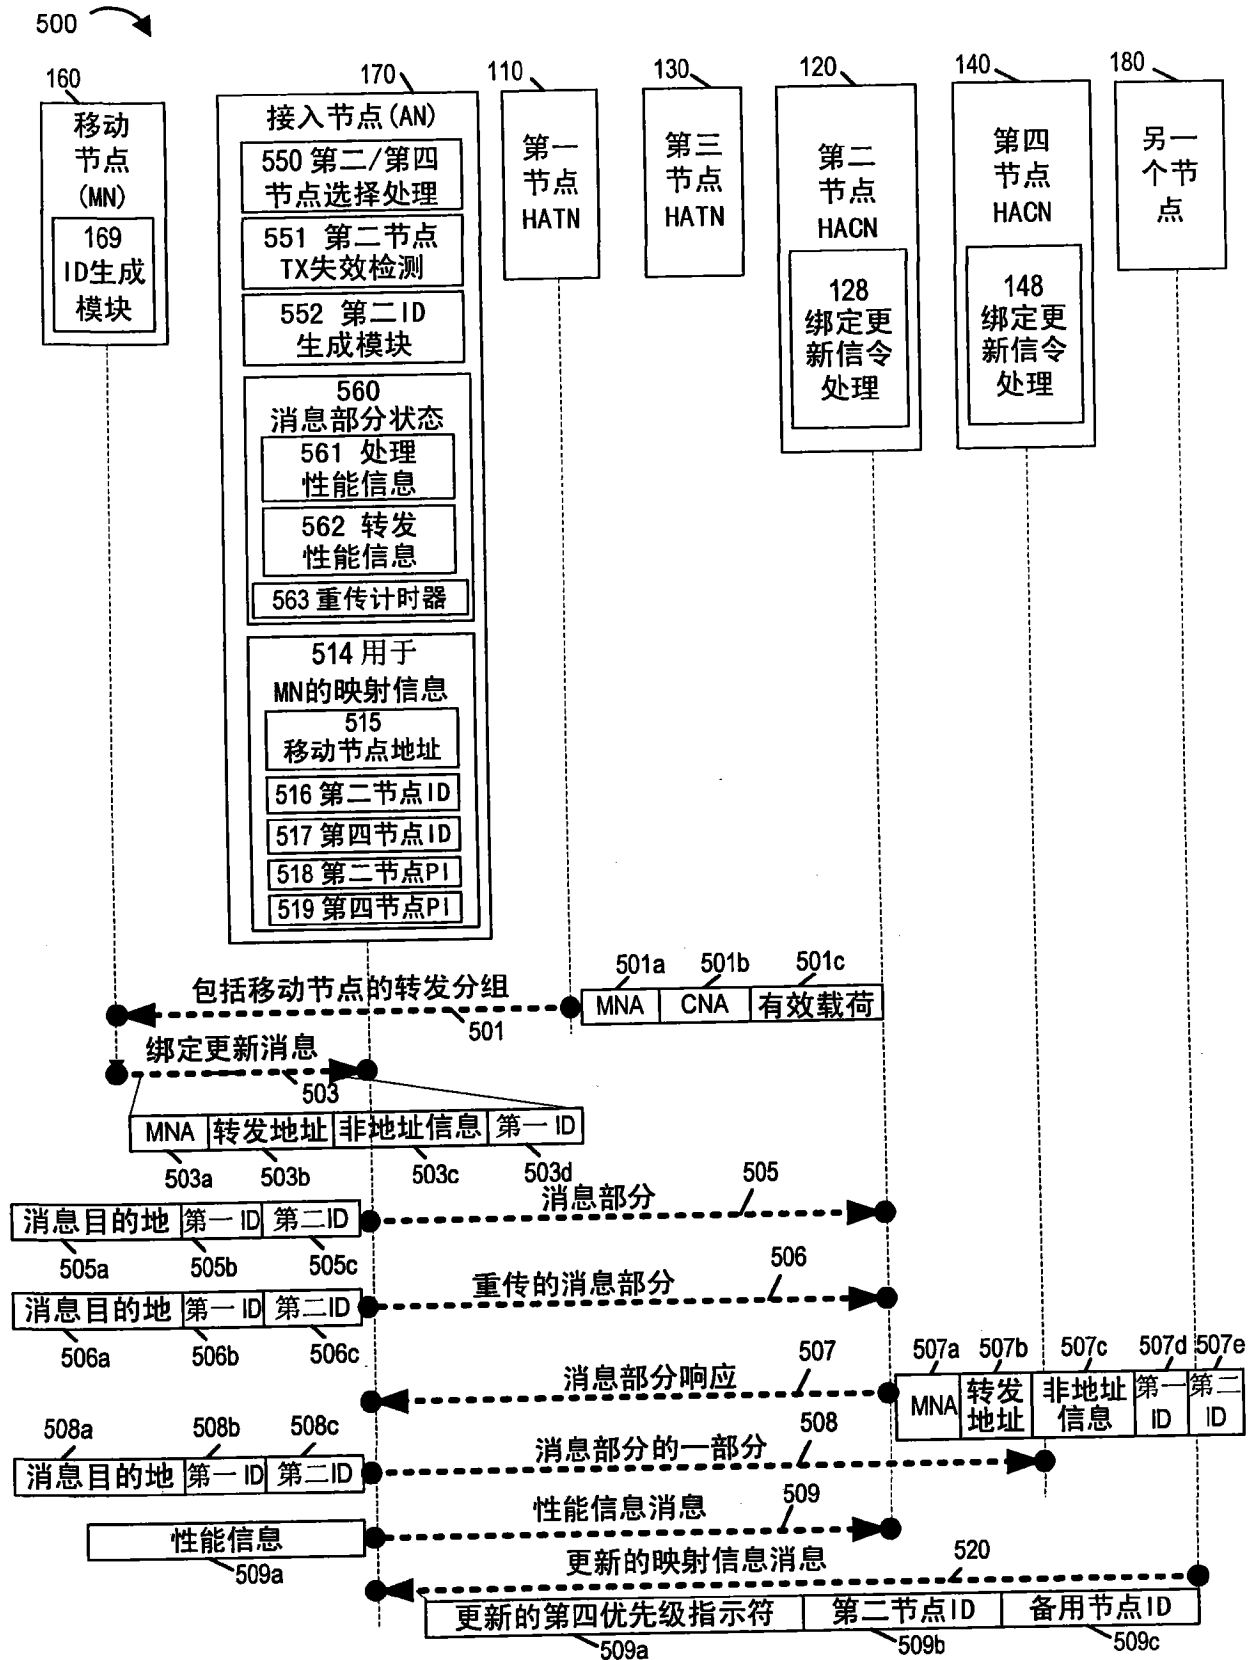 500
160
170
110
130
120
140
180
移动
节点
(MN)
169
ID生成
模块
接入节点(AN)
550 第二/第四
节点选择处理
551 第二节点
TX失效检测
552 第二ID
生成模块
560
消息部分状态
561 处理
性能信息
562 转发
性能信息
563重传计时器
514用于
MN的映射信息
515
移动节点地址
516第二节点ID
517第四节点ID
518第二节点PI
519第四节点PI
第一
节点
HATN
第三
节点
HATN
第二
节点
HACN
128
绑定更
新信令
处理
第四
节点
HACN
148
绑定更
新信令
处理
另一
个节
点
包括移动节点的转发分组
501
501a
501b
501c
MNA
CNA
有效载荷
绑定更新消息
503
MNA
转发地址
非地址信息
第一ID
503a
503b
503c
503d
消息部分
505
消息目的地
第一ID
第二ID
505a
505b
505c
重传的消息部分
506
消息目的地
第一ID
第二ID
506a
506b
506c
消息部分响应
507
507a
507b
507c
507d
507e
MNA
转发
地址
非地址
信息
第一
ID
第二
ID
508a
508b
508c
消息部分的一部分
508
消息目的地
第一ID
第二ID
性能信息消息
509
性能信息
509a
更新的映射信息消息
520
更新的第四优先级指示符
第二节点ID
备用节点ID
509a
509b
509c